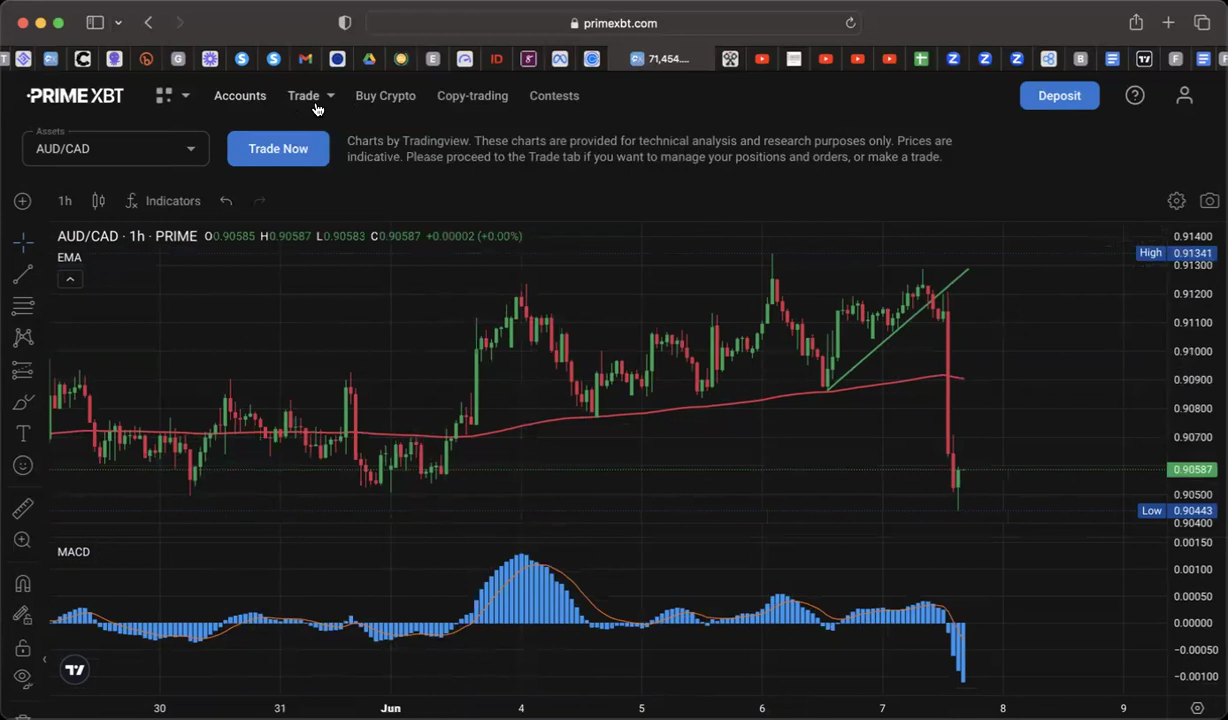 primexbt.com
T
C
G
S
S
M
E
ID
71,454....
Z
Z
Z
B
F
PRIME XBT
Accounts
Trade
Buy Crypto
Copy-trading
Contests
Deposit
Assets
AUD/CAD
Trade Now
Charts by Tradingview. These charts are provided for technical analysis and research purposes only. Prices are
indicative. Please proceed to the Trade tab if you want to manage your positions and orders, or make a trade.
1h
Indicators
AUD/CAD · 1h · PRIME O0.90585 H0.90587 L0.90583 C0.90587 +0.00002 (+0.00%)
EMA
0.91400
High 0.91341
0.91300
0.91200
0.91100
0.91000
0.90900
0.90800
0.90700
0.90587
0.90500
Low 0.90443
0.90400
MACD
0.00150
0.00100
0.00050
0.00000
−0.00050
−0.00100
30
31
Jun
4
5
6
7
8
9